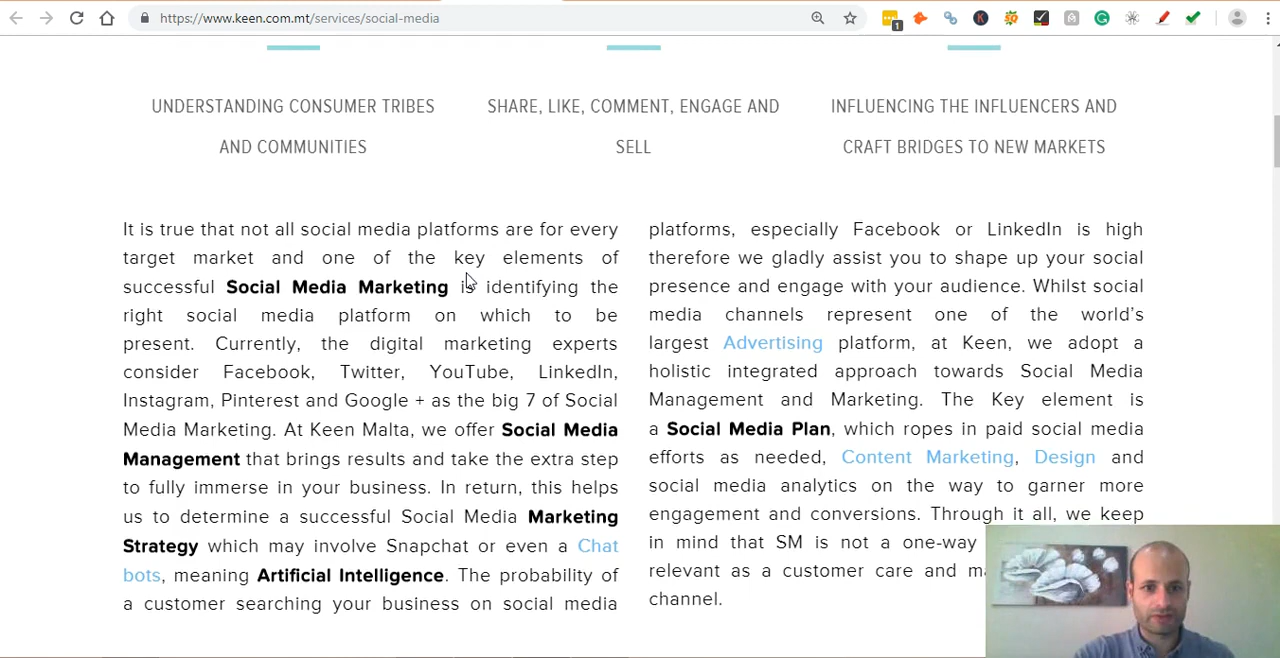 https://www.keen.com.mt/services/social-media
1
UNDERSTANDING CONSUMER TRIBES
AND COMMUNITIES
SHARE, LIKE, COMMENT, ENGAGE AND
SELL
INFLUENCING THE INFLUENCERS AND
CRAFT BRIDGES TO NEW MARKETS
It is true that not all social media platforms are for every
target market and one of the key elements of
successful Social Media Marketing is identifying the
right social media platform on which to be
present. Currently, the digital marketing experts
consider Facebook, Twitter, YouTube, LinkedIn,
Instagram, Pinterest and Google + as the big 7 of Social
Media Marketing. At Keen Malta, we offer Social Media
Management that brings results and take the extra step
to fully immerse in your business. In return, this helps
us to determine a successful Social Media Marketing
Strategy which may involve Snapchat or even a Chat
bots, meaning Artificial Intelligence. The probability of
a customer searching your business on social media
platforms, especially Facebook or LinkedIn is high
therefore we gladly assist you to shape up your social
presence and engage with your audience. Whilst social
media channels represent one of the world's
largest Advertising platform, at Keen, we adopt a
holistic integrated approach towards Social Media
Management and Marketing. The Key element is
a Social Media Plan, which ropes in paid social media
efforts as needed, Content Marketing, Design and
social media analytics on the way to garner more
engagement and conversions. Through it all, we keep
in mind that SM is not a one-way
relevant as a customer care and
channel.